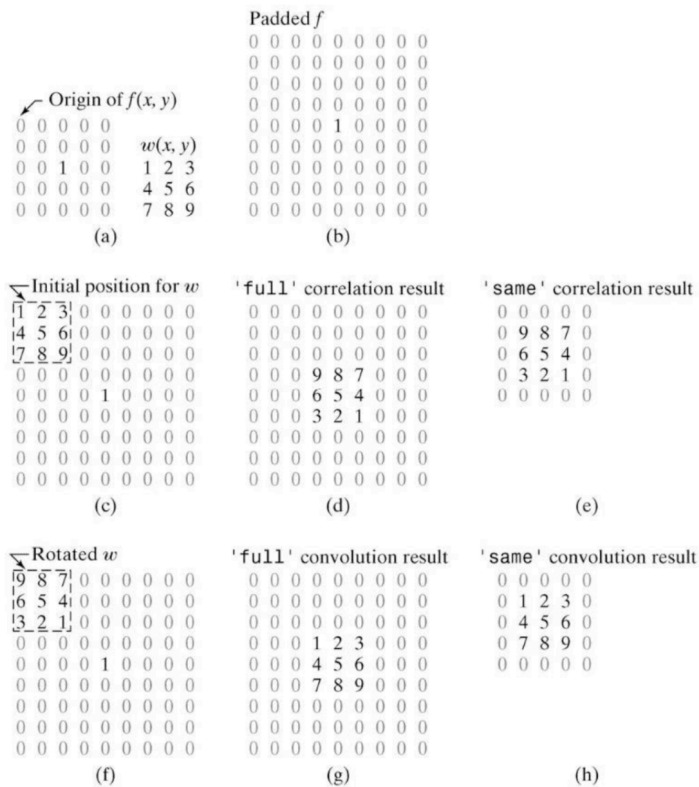 Origin of f(x, y)
0 0 0 0 0
0 0 0 0 0
0 0 1 0 0
0 0 0 0 0
0 0 0 0 0
w(x, y)
1 2 3
4 5 6
7 8 9
(a)
Padded f
0 0 0 0 0 0 0 0 0
0 0 0 0 0 0 0 0 0
0 0 0 0 0 0 0 0 0
0 0 0 0 0 0 0 0 0
0 0 0 0 1 0 0 0 0
0 0 0 0 0 0 0 0 0
0 0 0 0 0 0 0 0 0
0 0 0 0 0 0 0 0 0
0 0 0 0 0 0 0 0 0
(b)
Initial position for w
1 2 3 0 0 0 0 0 0
4 5 6 0 0 0 0 0 0
7 8 9 0 0 0 0 0 0
0 0 0 0 0 0 0 0 0
0 0 0 0 1 0 0 0 0
0 0 0 0 0 0 0 0 0
0 0 0 0 0 0 0 0 0
0 0 0 0 0 0 0 0 0
0 0 0 0 0 0 0 0 0
(c)
'full' correlation result
0 0 0 0 0 0 0 0 0
0 0 0 0 0 0 0 0 0
0 0 0 0 0 0 0 0 0
0 0 0 9 8 7 0 0 0
0 0 0 6 5 4 0 0 0
0 0 0 3 2 1 0 0 0
0 0 0 0 0 0 0 0 0
0 0 0 0 0 0 0 0 0
0 0 0 0 0 0 0 0 0
(d)
'same' correlation result
0 0 0 0 0
0 9 8 7 0
0 6 5 4 0
0 3 2 1 0
0 0 0 0 0
(e)
Rotated w
9 8 7 0 0 0 0 0 0
6 5 4 0 0 0 0 0 0
3 2 1 0 0 0 0 0 0
0 0 0 0 0 0 0 0 0
0 0 0 0 1 0 0 0 0
0 0 0 0 0 0 0 0 0
0 0 0 0 0 0 0 0 0
0 0 0 0 0 0 0 0 0
0 0 0 0 0 0 0 0 0
(f)
'full' convolution result
0 0 0 0 0 0 0 0 0
0 0 0 0 0 0 0 0 0
0 0 0 0 0 0 0 0 0
0 0 0 1 2 3 0 0 0
0 0 0 4 5 6 0 0 0
0 0 0 7 8 9 0 0 0
0 0 0 0 0 0 0 0 0
0 0 0 0 0 0 0 0 0
0 0 0 0 0 0 0 0 0
(g)
'same' convolution result
0 0 0 0 0
0 1 2 3 0
0 4 5 6 0
0 7 8 9 0
0 0 0 0 0
(h)